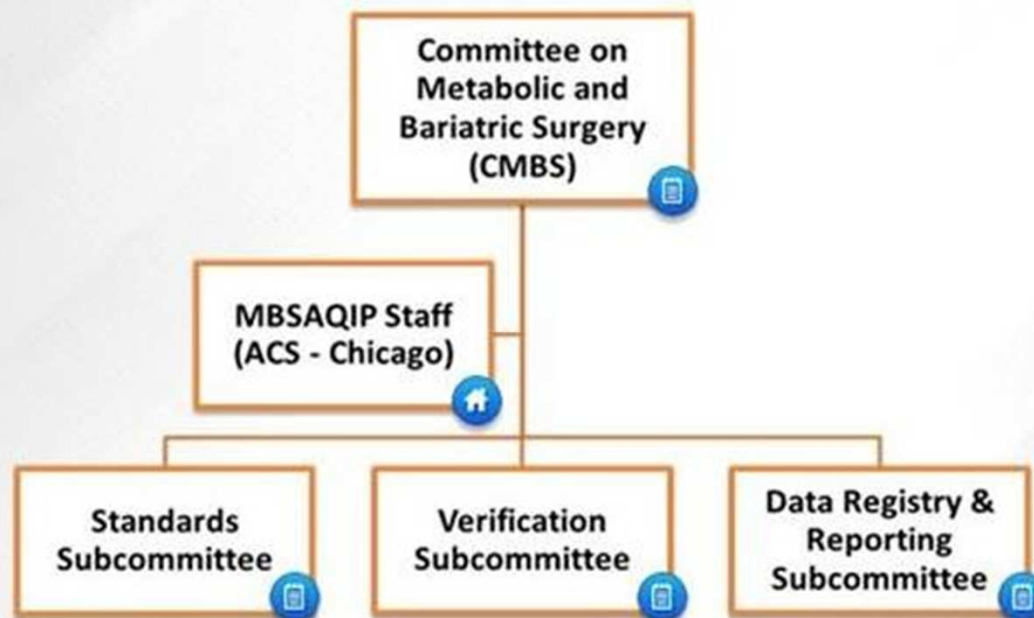 Committee on
Metabolic and
Bariatric Surgery
(CMBS)
MBSAQIP Staff
(ACS - Chicago)
Standards
Subcommittee
Verification
Subcommittee
Data Registry &
Reporting
Subcommittee